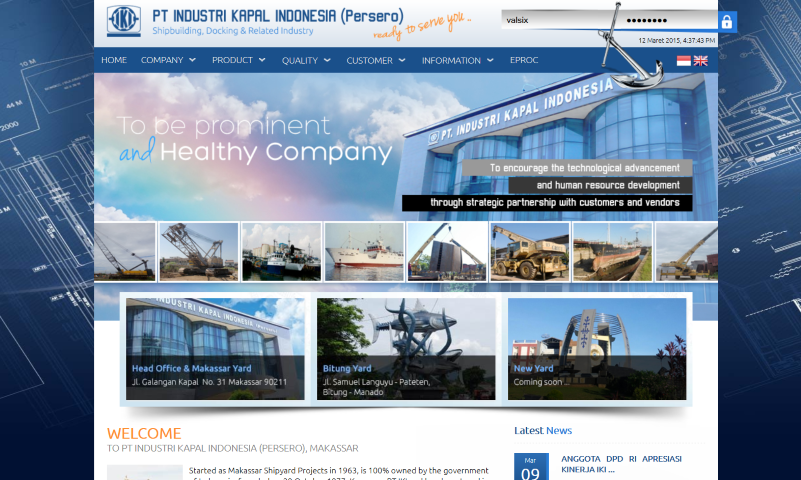 IKI
PT INDUSTRI KAPAL INDONESIA (Persero)
Shipbuilding, Docking & Related Industry
ready to serve you ..
valsix
12 Maret 2015, 4:37:43 PM
HOME COMPANY PRODUCT QUALITY CUSTOMER INFORMATION EPROC
To be prominent
and Healthy Company
PT. INDUSTRI KAPAL INDONESIA
To encourage the technological advancement
and human resource development
through strategic partnership with customers and vendors
INDUSTRI KAPAL INDONESIA
Head Office & Makassar Yard
Jl. Galangan Kapal No. 31 Makassar 90211
Bitung Yard
Jl. Samuel Languyu - Pateten,
Bitung - Manado
New Yard
Coming soon ...
WELCOME
TO PT INDUSTRI KAPAL INDONESIA (PERSERO), MAKASSAR
Started as Makassar Shipyard Projects in 1963, is 100% owned by the government
Latest News
Mar
09
ANGGOTA DPD RI APRESIASI
KINERJA IKI ...